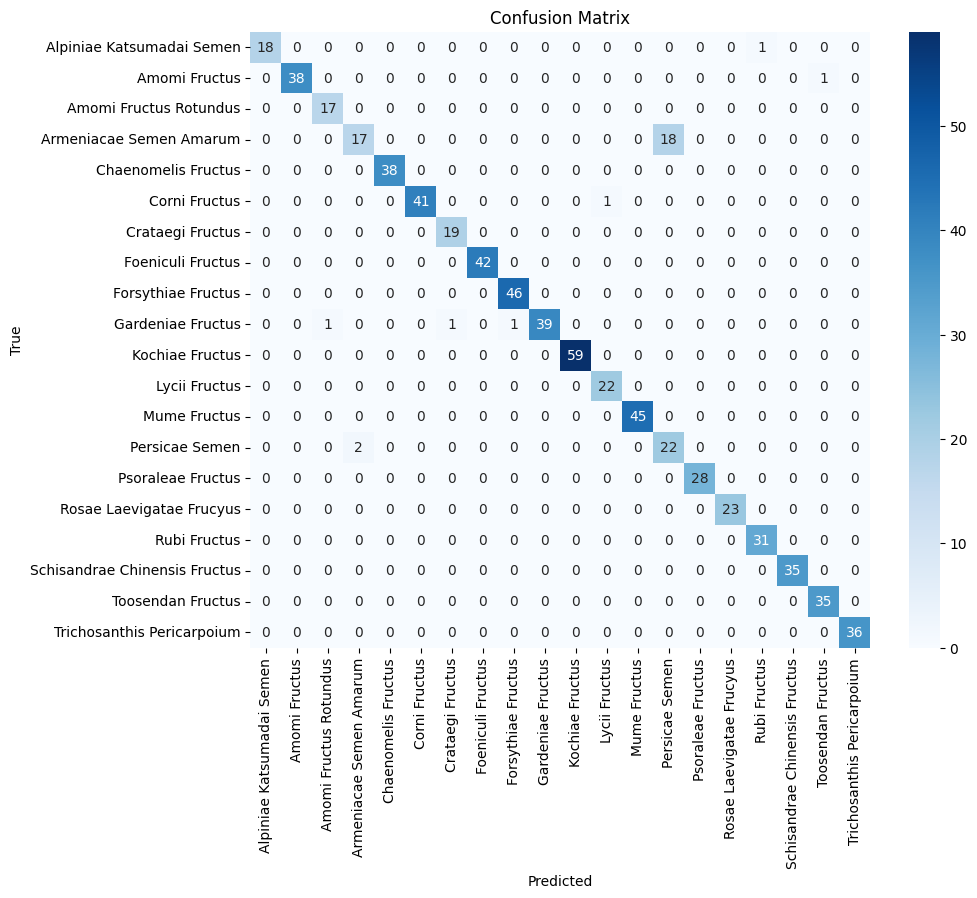 Confusion Matrix
True
Alpiniae Katsumadai Semen 18 0 0 0 0 0 0 0 0 0 0 0 0 0 0 0 1 0 0 0
Amomi Fructus 0 38 0 0 0 0 0 0 0 0 0 0 0 0 0 0 0 0 1 0
Amomi Fructus Rotundus 0 0 17 0 0 0 0 0 0 0 0 0 0 0 0 0 0 0 0 0
Armeniacae Semen Amarum 0 0 0 17 0 0 0 0 0 0 0 0 0 18 0 0 0 0 0 0
Chaenomelis Fructus 0 0 0 0 38 0 0 0 0 0 0 0 0 0 0 0 0 0 0 0
Corni Fructus 0 0 0 0 0 41 0 0 0 0 0 1 0 0 0 0 0 0 0 0
Crataegi Fructus 0 0 0 0 0 0 19 0 0 0 0 0 0 0 0 0 0 0 0 0
Foeniculi Fructus 0 0 0 0 0 0 0 42 0 0 0 0 0 0 0 0 0 0 0 0
Forsythiae Fructus 0 0 0 0 0 0 0 0 46 0 0 0 0 0 0 0 0 0 0 0
Gardeniae Fructus 0 0 1 0 0 0 1 0 1 39 0 0 0 0 0 0 0 0 0 0
Kochiae Fructus 0 0 0 0 0 0 0 0 0 0 59 0 0 0 0 0 0 0 0 0
Lycii Fructus 0 0 0 0 0 0 0 0 0 0 0 22 0 0 0 0 0 0 0 0
Mume Fructus 0 0 0 0 0 0 0 0 0 0 0 0 45 0 0 0 0 0 0 0
Persicae Semen 0 0 0 2 0 0 0 0 0 0 0 0 0 22 0 0 0 0 0 0
Psoraleae Fructus 0 0 0 0 0 0 0 0 0 0 0 0 0 0 28 0 0 0 0 0
Rosae Laevigatae Frucyus 0 0 0 0 0 0 0 0 0 0 0 0 0 0 0 23 0 0 0 0
Rubi Fructus 0 0 0 0 0 0 0 0 0 0 0 0 0 0 0 0 31 0 0 0
Schisandrae Chinensis Fructus 0 0 0 0 0 0 0 0 0 0 0 0 0 0 0 0 0 35 0 0
Toosendan Fructus 0 0 0 0 0 0 0 0 0 0 0 0 0 0 0 0 0 0 35 0
Trichosanthis Pericarpoium 0 0 0 0 0 0 0 0 0 0 0 0 0 0 0 0 0 0 0 36
Alpiniae Katsumadai Semen
Amomi Fructus
Amomi Fructus Rotundus
Armeniacae Semen Amarum
Chaenomelis Fructus
Corni Fructus
Crataegi Fructus
Foeniculi Fructus
Forsythiae Fructus
Gardeniae Fructus
Kochiae Fructus
Lycii Fructus
Mume Fructus
Persicae Semen
Psoraleae Fructus
Rosae Laevigatae Frucyus
Rubi Fructus
Schisandrae Chinensis Fructus
Toosendan Fructus
Trichosanthis Pericarpoium
Predicted
50
40
30
20
10
0